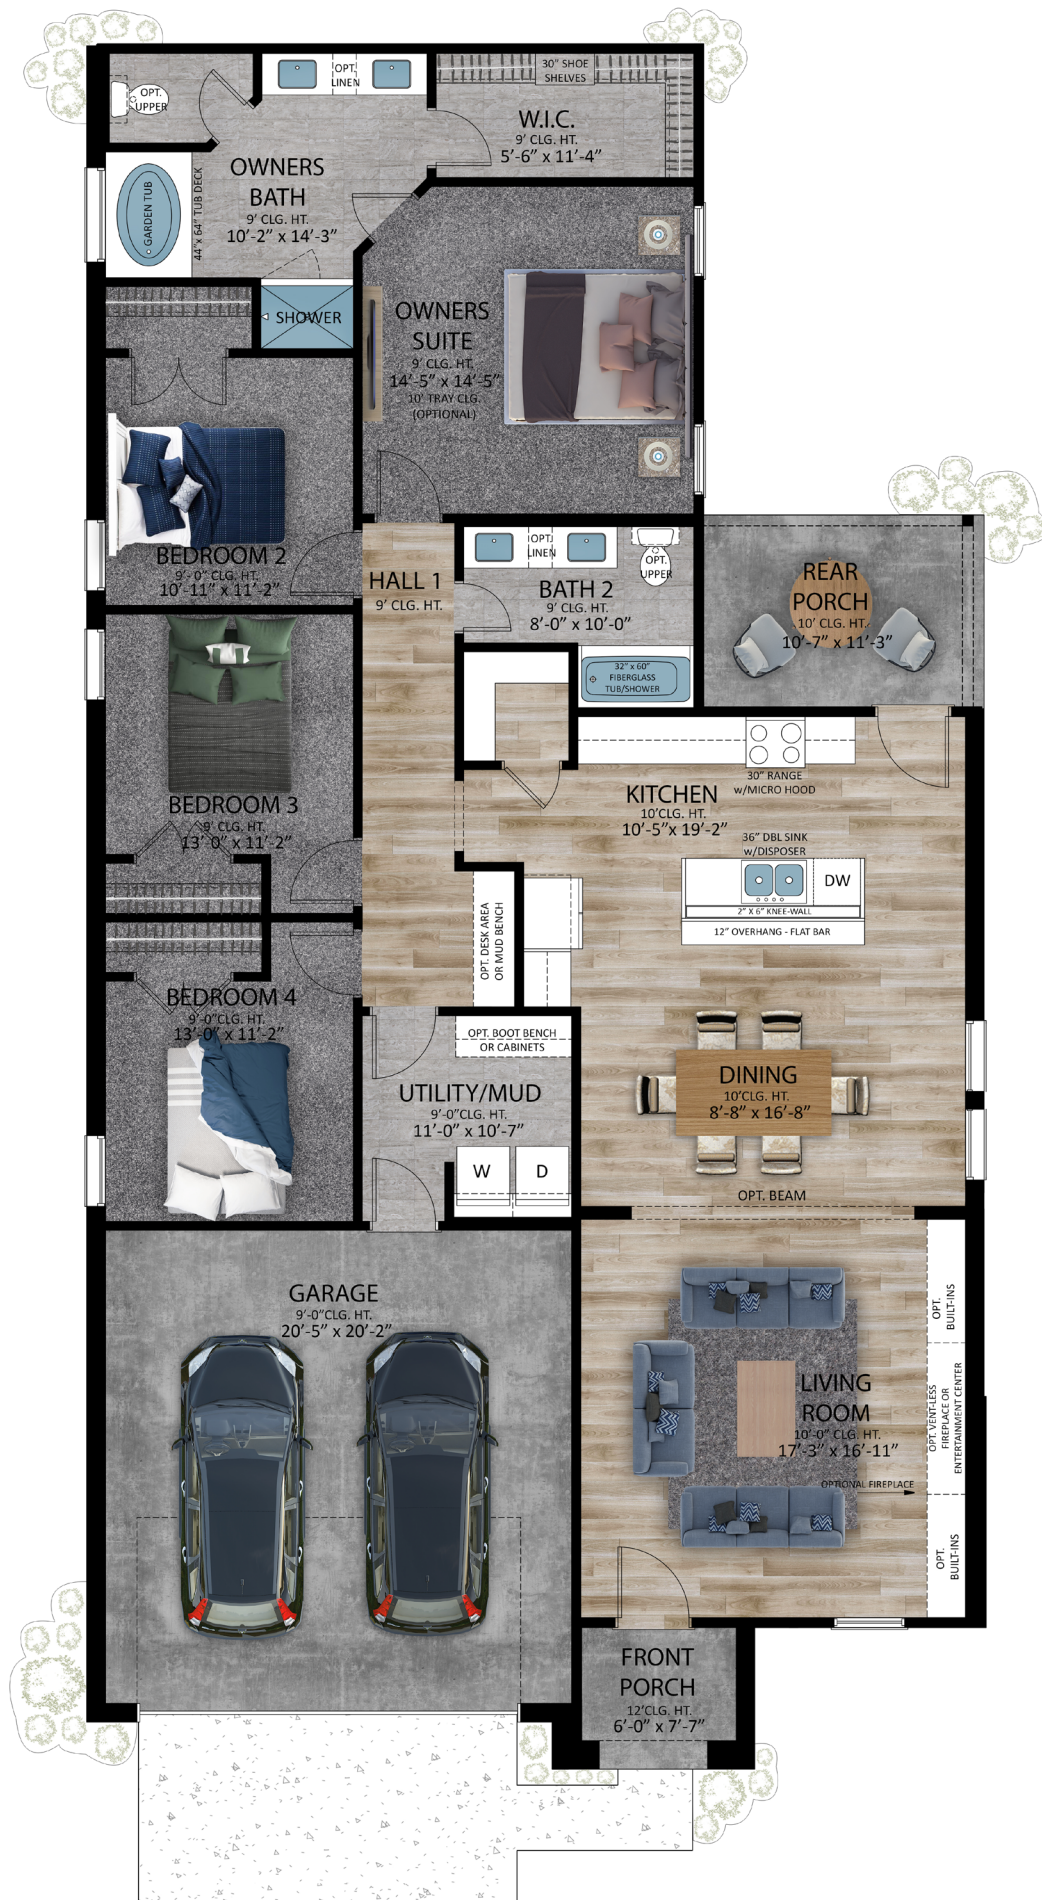 30" SHOE
SHELVES
OPT.
LINEN
OPT.
UPPER
W.I.C.
9' CLG. HT.
5'-6" x 11'-4"
OWNERS
BATH
9' CLG. HT.
10'-2" x 14'-3"
GARDEN TUB
44"x 64" TUB DECK
SHOWER
OWNERS
SUITE
9' CLG. HT.
14'-5" x 14'-5"
10' TRAY CLG.
(OPTIONAL)
BEDROOM 2
9'-0" CLG. HT.
10'-11" x 11'-2"
HALL 1
9' CLG. HT.
OPT.
LINEN
OPT.
UPPER
BATH 2
9' CLG. HT.
8'-0" x 10'-0"
32" x 60"
FIBERGLASS
TUB/SHOWER
REAR
PORCH
10' CLG. HT.
10'-7" x 11'-3"
BEDROOM 3
9' CLG. HT.
13' 0" x 11'-2"
30" RANGE
w/MICRO HOOD
KITCHEN
10'CLG. HT.
10'-5"x 19'-2"
36" DBL SINK
w/DISPOSER
DW
2" X 6" KNEE-WALL
12" OVERHANG - FLAT BAR
OPT. DESK AREA
OR MUD BENCH
BEDROOM 4
9'-0"CLG. HT.
13'-0" x 11'-2"
OPT. BOOT BENCH
OR CABINETS
UTILITY/MUD
9'-0"CLG. HT.
11'-0" x 10'-7"
W
D
DINING
10'CLG. HT.
8'-8" x 16'-8"
OPT. BEAM
GARAGE
9'-0"CLG. HT.
20'-5" x 20'-2"
OPT.
BUILT-INS
LIVING
ROOM
10'-0" CLG. HT.
17'-3" x 16'-11"
OPT. VENT-LESS
FIREPLACE OR
ENTERTAINMENT CENTER
OPTIONAL FIREPLACE
OPT.
BUILT-INS
FRONT
PORCH
12'CLG. HT.
6'-0" x 7'-7"